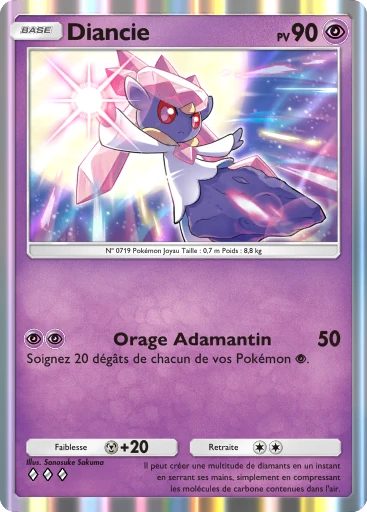 BASE Diancie PV 90
N° 0719 Pokémon Joyau Taille : 0,7 m Poids : 8,8 kg
Orage Adamantin 50
Soignez 20 dégâts de chacun de vos Pokémon.
Faiblesse +20 Retraite
Illus. Sanosuke Sakuma
Il peut créer une multitude de diamants en un instant
en serrant ses mains, simplement en compressant
les molécules de carbone contenues dans l'air.